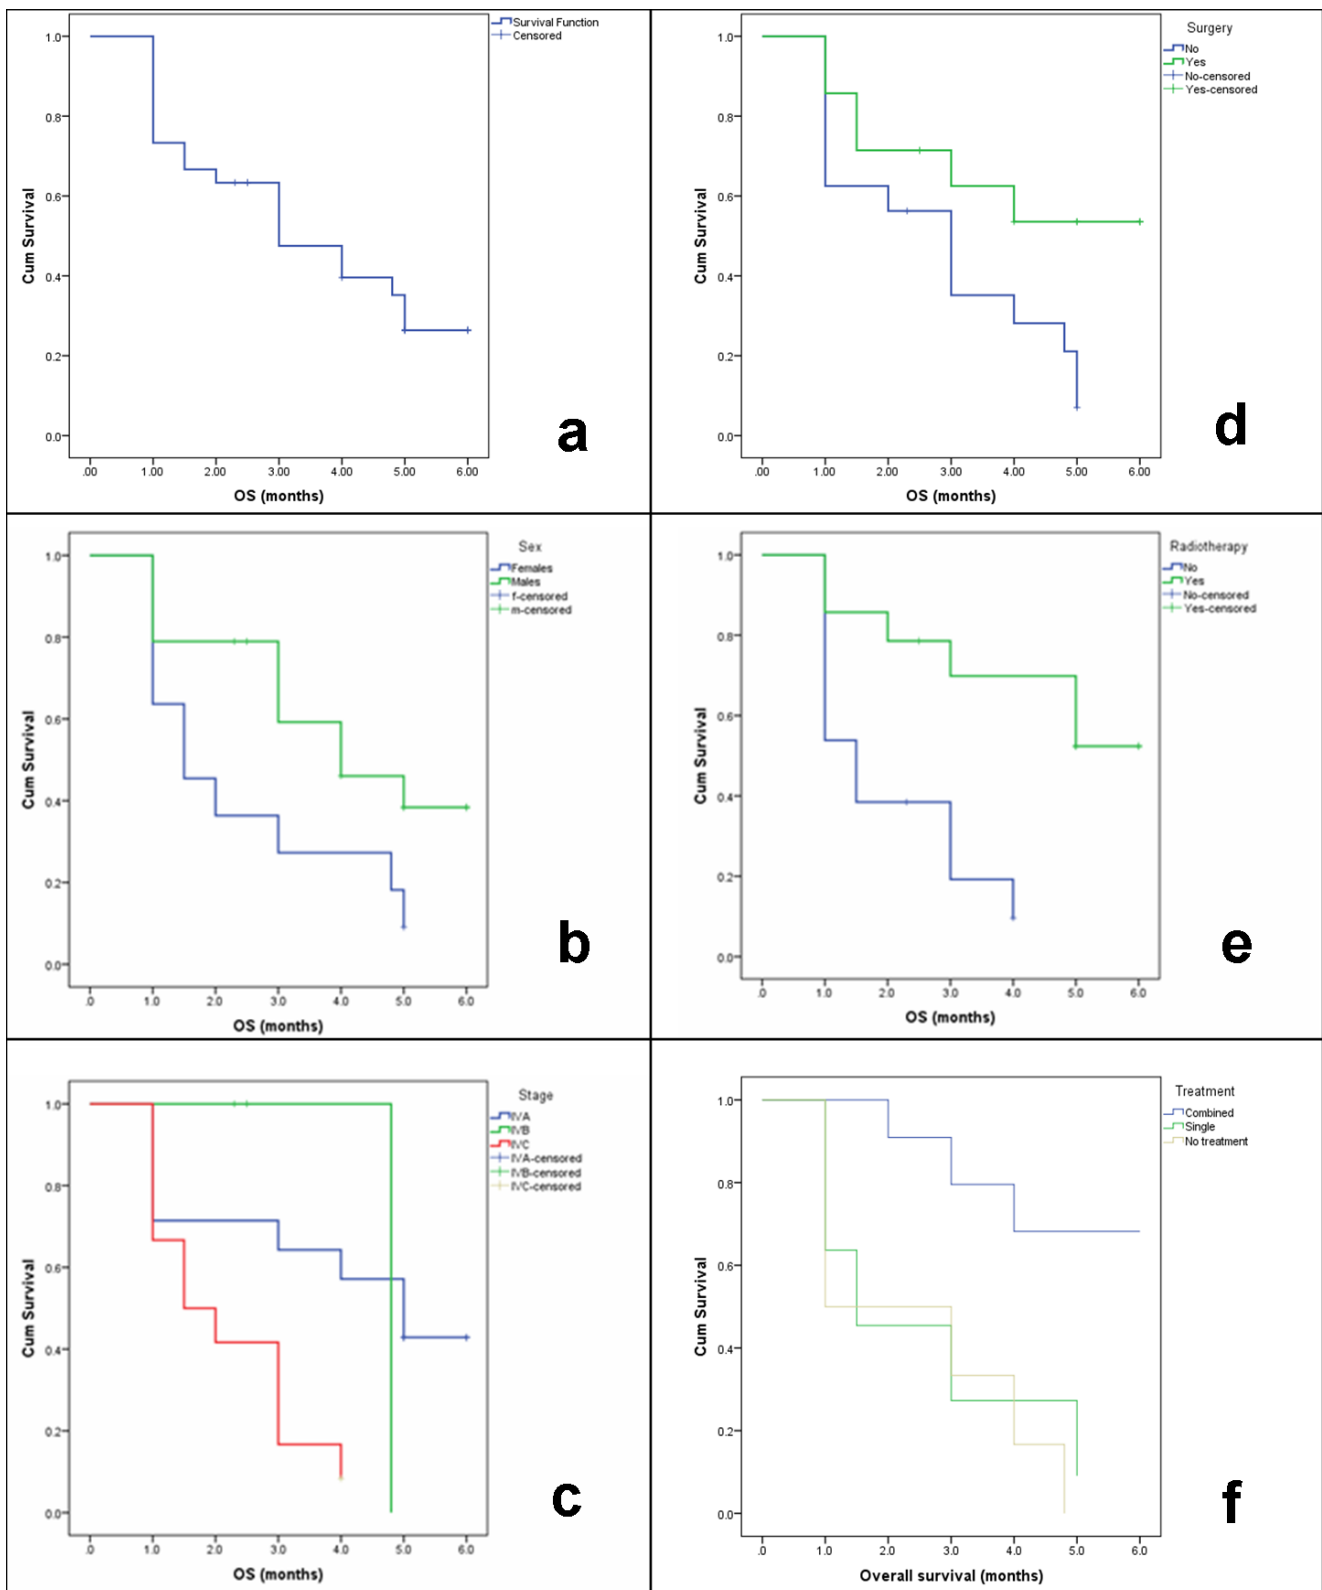 Survival Function
Censored
1.0
0.8
0.6
0.4
0.2
0.0
Cum Survival
.00 1.00 2.00 3.00 4.00 5.00 6.00
OS (months)
a
Surgery
No
Yes
No-censored
Yes-censored
1.0
0.8
0.6
0.4
0.2
0.0
Cum Survival
.00 1.00 2.00 3.00 4.00 5.00 6.00
OS (months)
d
Sex
Females
Males
f-censored
m-censored
1.0
0.8
0.6
0.4
0.2
0.0
Cum Survival
.0 1.0 2.0 3.0 4.0 5.0 6.0
OS (months)
b
Radiotherapy
No
Yes
No-censored
Yes-censored
1.0
0.8
0.6
0.4
0.2
0.0
Cum Survival
.0 1.0 2.0 3.0 4.0 5.0 6.0
OS (months)
e
Stage
IVA
IVB
IVC
IVA-censored
IVB-censored
IVC-censored
1.0
0.8
0.6
0.4
0.2
0.0
Cum Survival
.0 1.0 2.0 3.0 4.0 5.0 6.0
OS (months)
c
Treatment
Combined
Single
No treatment
1.0
0.8
0.6
0.4
0.2
0.0
Cum Survival
.0 1.0 2.0 3.0 4.0 5.0 6.0
Overall survival (months)
f